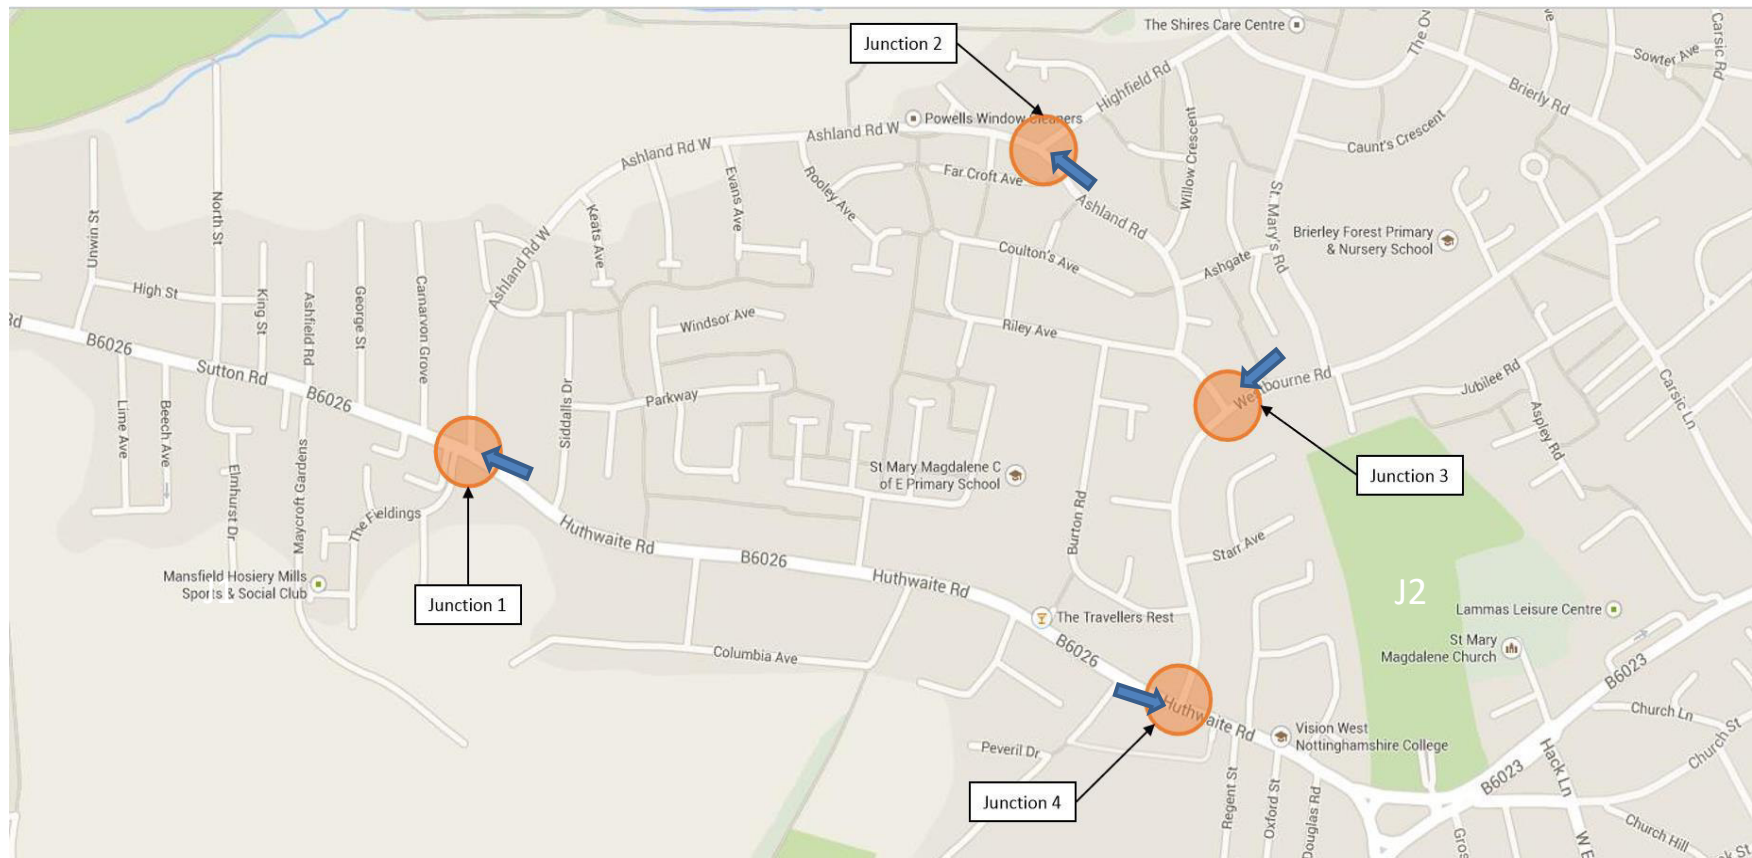 Junction 2
The Shires Care Centre
Carsic Rd
Sowter Ave
Highfield Rd
Brierly Rd
Powells Window Cleaners
Ashland Rd W
Ashland Rd W
Willow Crescent
Caunt's Crescent
Far Croft Ave
Evans Ave
Rooley Ave
Ashland Rd
St. Mary's Rd
Unwin St
North St
Keats Ave
Ashland Rd W
Coulton's Ave
Ashgate
Brierley Forest Primary
& Nursery School
High St
King St
Ashfield Rd
George St
Carnarvon Grove
Windsor Ave
Riley Ave
B6026
Sutton Rd
B6026
Siddalls Dr
Parkway
Westbourne Rd
Jubilee Rd
Carsic Ln
Aspley Rd
Lime Ave
Beech Ave
Elmhurst Dr
Maycroft Gardens
The Fieldings
St Mary Magdalene C
of E Primary School
Junction 3
Burton Rd
Starr Ave
Huthwaite Rd
B6026
Huthwaite Rd
Mansfield Hosiery Mills
Sports & Social Club
Junction 1
J2
The Travellers Rest
Lammas Leisure Centre
St Mary
Magdalene Church
Columbia Ave
B6026
B6023
Huthwaite Rd
Church Ln
Church St
Peveril Dr
Vision West
Nottinghamshire College
Hack Ln
B6023
Junction 4
Regent St
Oxford St
Douglas Rd
Church Hill